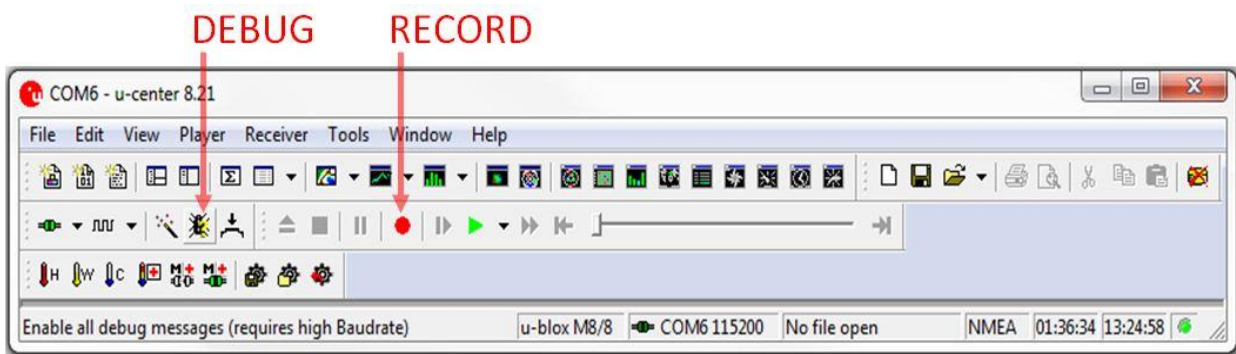 DEBUG RECORD
COM6 - u-center 8.21
File Edit View Player Receiver Tools Window Help
H W C M M
Enable all debug messages (requires high Baudrate) u-blox M8/8 COM6 115200 No file open NMEA 01:36:34 13:24:58